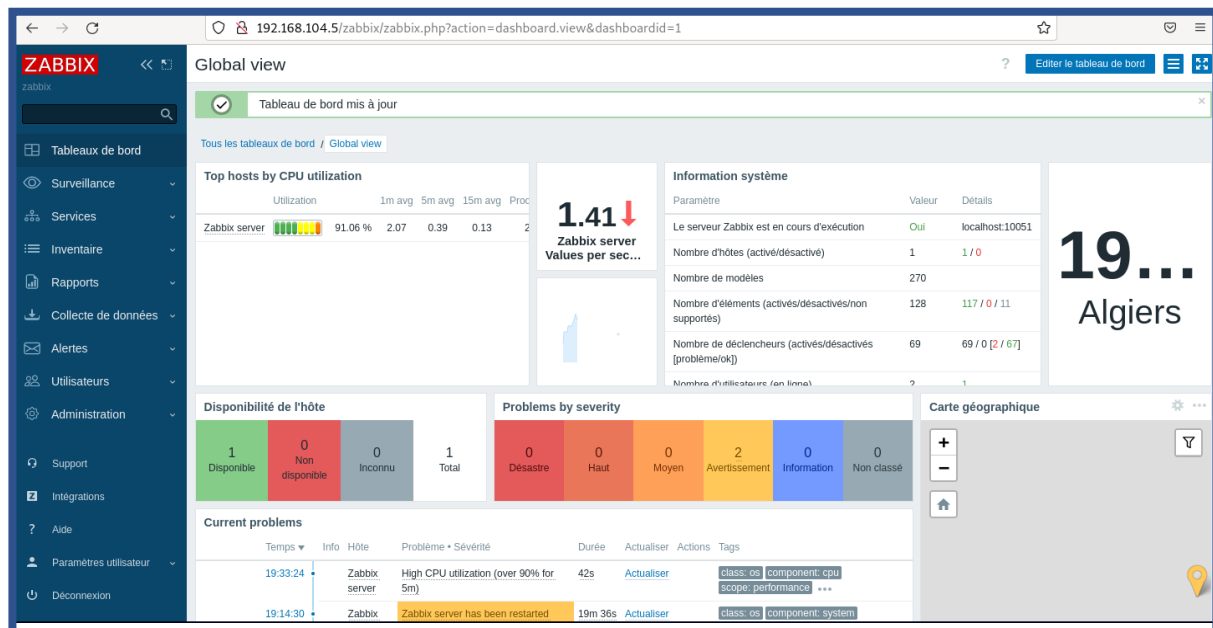 192.168.104.5/zabbix/zabbix.php?action=dashboard.view&dashboardid=1
ZABBIX
zabbix
Tableaux de bord
Surveillance
Services
Inventaire
Rapports
Collecte de données
Alertes
Utilisateurs
Administration
Support
Intégrations
Aide
Paramètres utilisateur
Déconnexion
Global view
? Editer le tableau de bord
Tableau de bord mis à jour
Tous les tableaux de bord / Global view
Top hosts by CPU utilization
Utilization 1m avg 5m avg 15m avg Proc
Zabbix server 91.06 % 2.07 0.39 0.13 2
1.41
Zabbix server
Values per sec...
Information système
Paramètre Valeur Détails
Le serveur Zabbix est en cours d'exécution Oui localhost:10051
Nombre d'hôtes (activé/désactivé) 1 1 / 0
Nombre de modèles 270
Nombre d'éléments (activés/désactivés/non
supportés) 128 117 / 0 / 11
Nombre de déclencheurs (activés/désactivés
[problème/ok]) 69 69 / 0 [2 / 67]
Nombre d'utilisateurs (en ligne) 2 1
19...
Algiers
Disponibilité de l'hôte
1
Disponible
0
Non
disponible
0
Inconnu
1
Total
Problems by severity
0
Désastre
0
Haut
0
Moyen
2
Avertissement
0
Information
0
Non classé
Carte géographique
+
−
Current problems
Temps Info Hôte Problème • Sévérité Durée Actualiser Actions Tags
19:33:24 Zabbix High CPU utilization (over 90% for 42s Actualiser class: os component: cpu
server 5m) scope: performance
19:14:30 Zabbix Zabbix server has been restarted 19m 36s Actualiser class: os component: system